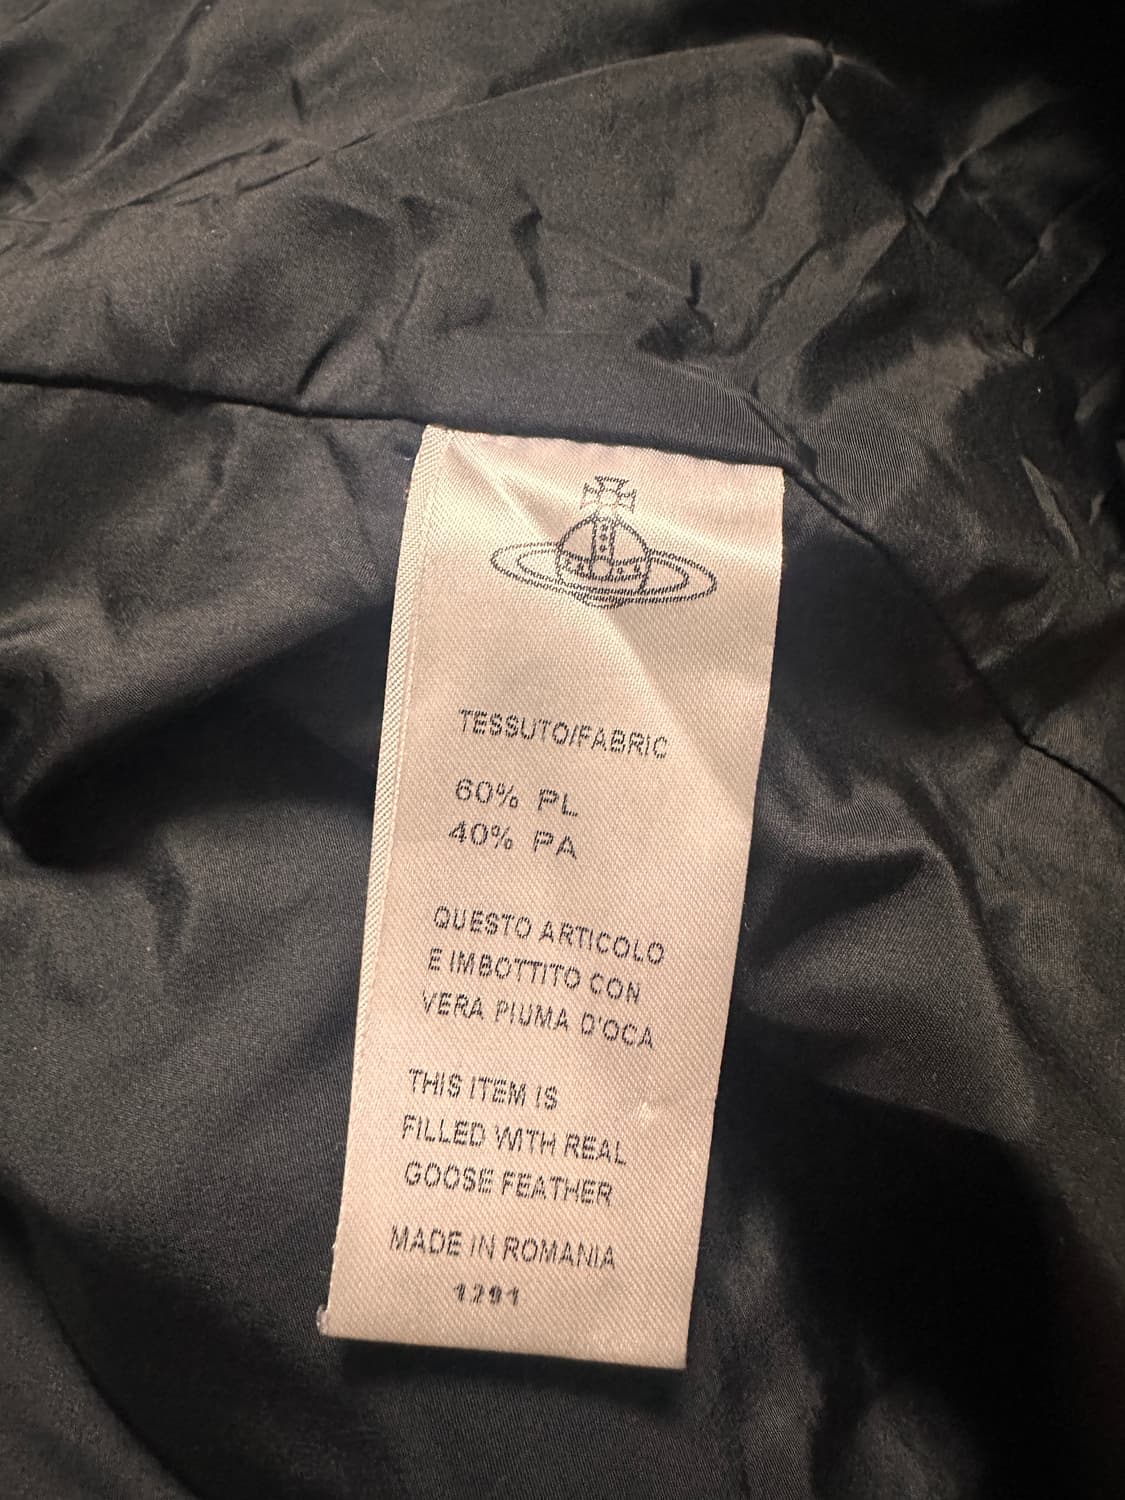 TESSUTO/FABRIC
60% PL
40% PA
QUESTO ARTICOLO
E IMBOTTITO CON
VERA PIUMA D'OCA
THIS ITEM IS
FILLED WITH REAL
GOOSE FEATHER
MADE IN ROMANIA
1291